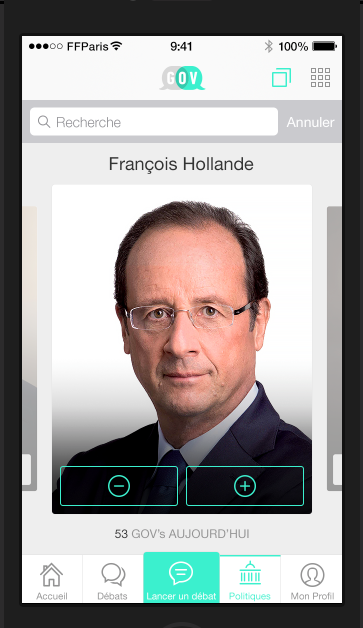 FFParis 9:41 100%
GOV
Recherche Annuler
François Hollande
53 GOV's AUJOURD'HUI
Accueil Débats Lancer un débat Politiques Mon Profil